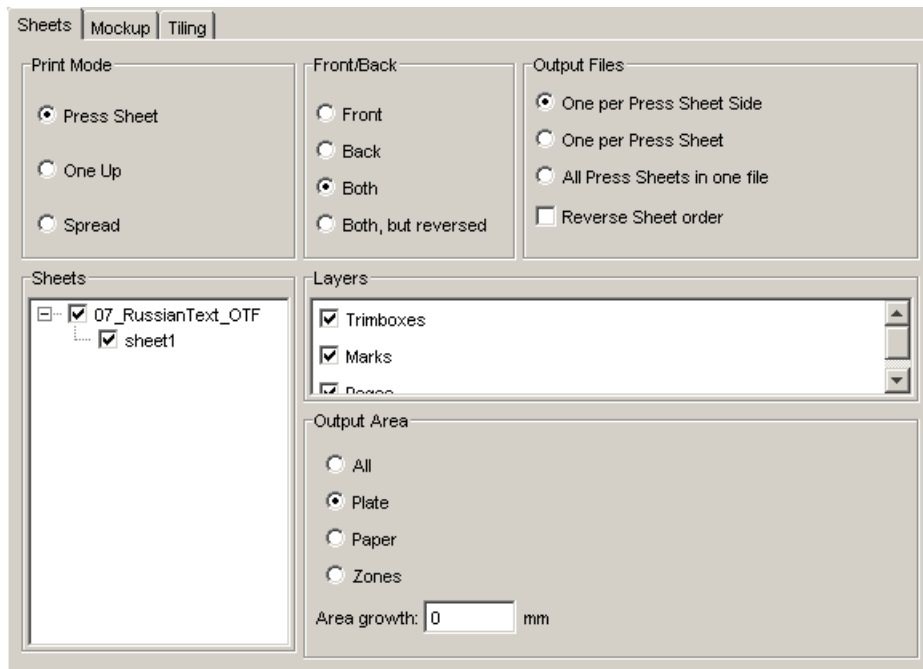 Sheets Mockup Tiling
Print Mode
Press Sheet
One Up
Spread
Front/Back
Front
Back
Both
Both, but reversed
Output Files
One per Press Sheet Side
One per Press Sheet
All Press Sheets in one file
Reverse Sheet order
Sheets
07_RussianText_OTF
sheet1
Layers
Trimboxes
Marks
Pages
Output Area
All
Plate
Paper
Zones
Area growth: 0 mm